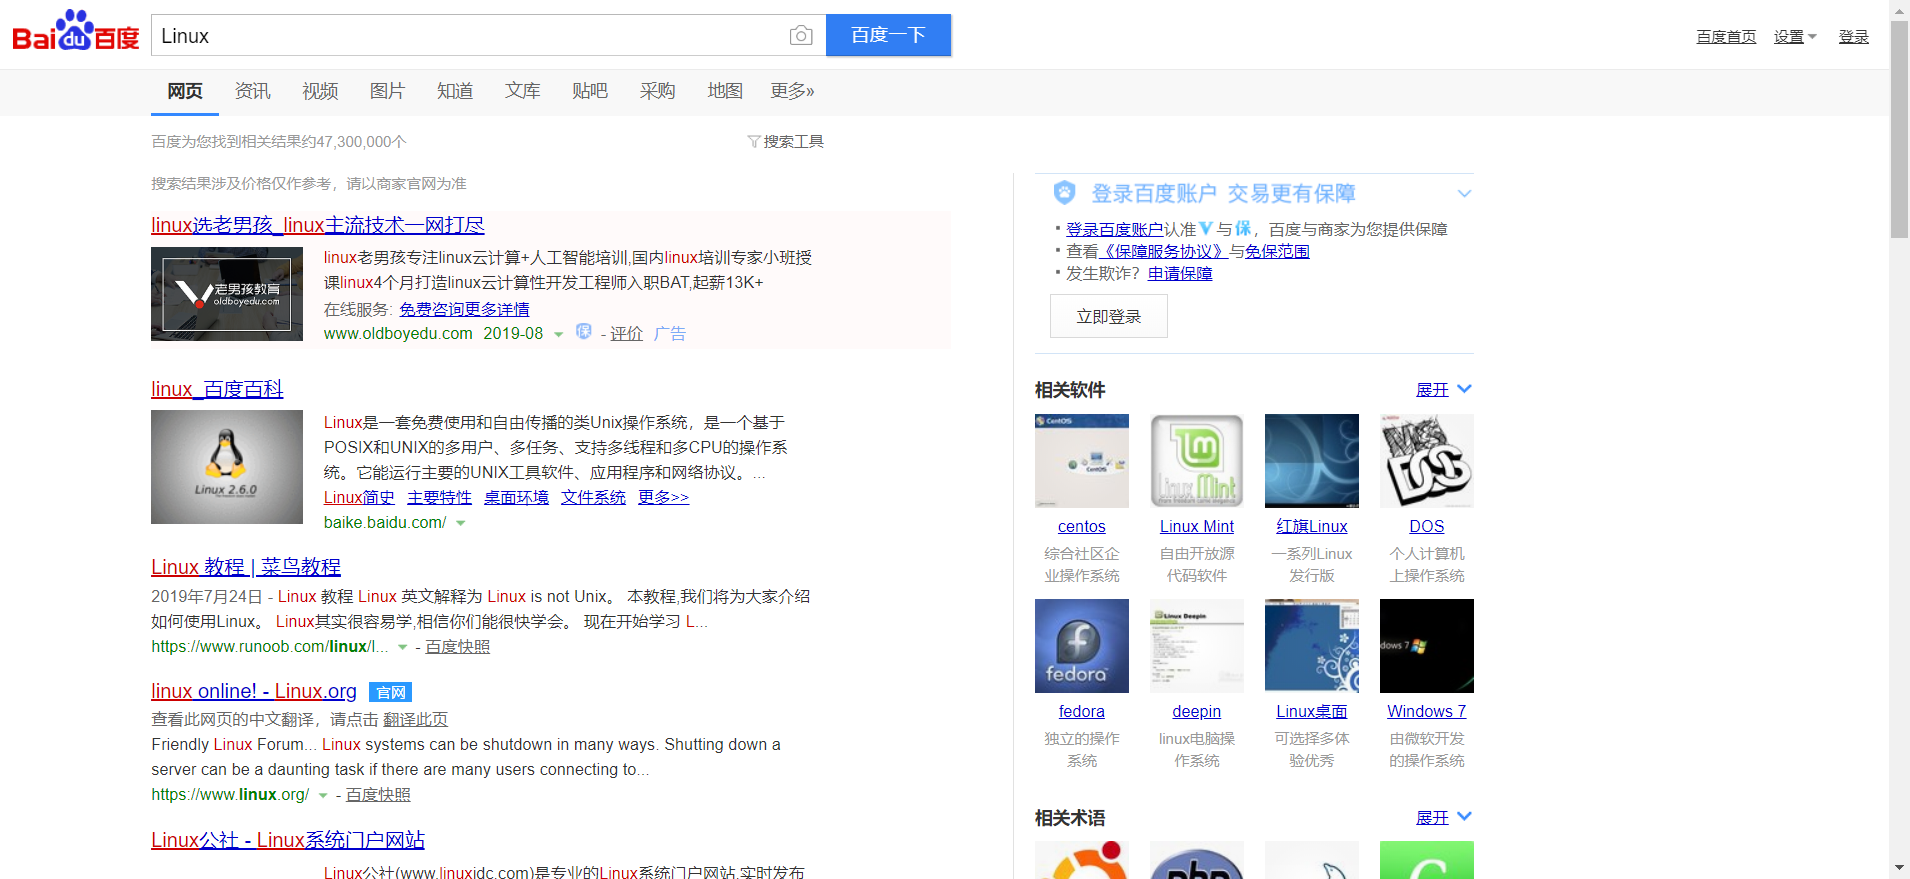 Bai du 百度
Linux
百度一下
百度首页 设置 登录
网页 资讯 视频 图片 知道 文库 贴吧 采购 地图 更多»
百度为您找到相关结果约47,300,000个
搜索工具
搜索结果涉及价格仅作参考，请以商家官网为准
linux选老男孩_linux主流技术一网打尽
老男孩教育
oldboyedu.com
linux老男孩专注linux云计算+人工智能培训,国内linux培训专家小班授
课linux4个月打造linux云计算性开发工程师入职BAT,起薪13K+
在线服务: 免费咨询更多详情
www.oldboyedu.com 2019-08 保 - 评价 广告
linux_百度百科
Linux 2.6.0
Linux是一套免费使用和自由传播的类Unix操作系统，是一个基于
POSIX和UNIX的多用户、多任务、支持多线程和多CPU的操作系
统。它能运行主要的UNIX工具软件、应用程序和网络协议。...
Linux简史 主要特性 桌面环境 文件系统 更多>>
baike.baidu.com/
Linux 教程 | 菜鸟教程
2019年7月24日 - Linux 教程 Linux 英文解释为 Linux is not Unix。 本教程,我们将为大家介绍
如何使用Linux。 Linux其实很容易学,相信你们能很快学会。 现在开始学习 L...
https://www.runoob.com/linux/l... - 百度快照
linux online! - Linux.org 官网
查看此网页的中文翻译，请点击 翻译此页
Friendly Linux Forum... Linux systems can be shutdown in many ways. Shutting down a
server can be a daunting task if there are many users connecting to...
https://www.linux.org/ - 百度快照
Linux公社 - Linux系统门户网站
Linux公社(www.linuxidc.com)是专业的Linux系统门户网站,实时发布
登录百度账户 交易更有保障
·登录百度账户认准V与保，百度与商家为您提供保障
·查看《保障服务协议》与免保范围
·发生欺诈？申请保障
立即登录
相关软件 展开
CentOS
CentOS
Linux Mint
MS
DOS
centos Linux Mint 红旗Linux DOS
综合社区企 自由开放源 一系列Linux 个人计算机
业操作系统 代码软件 发行版 上操作系统
fedora
Linux Deepin
dows 7
fedora deepin Linux桌面 Windows 7
独立的操作 linux电脑操 可选择多体 由微软开发
系统 作系统 验优秀 的操作系统
相关术语 展开
php